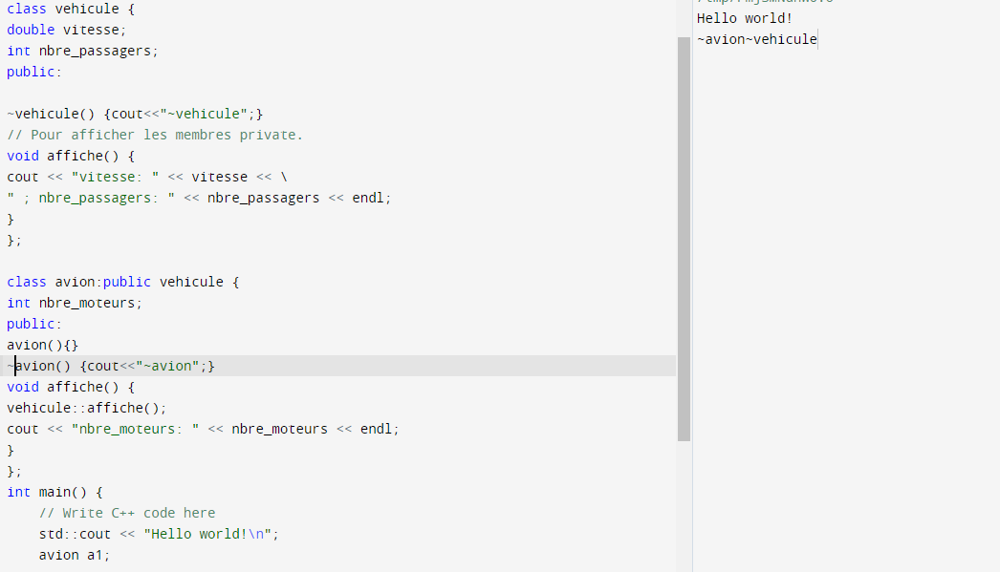 class vehicule {
double vitesse;
int nbre_passagers;
public:
~vehicule() {cout<<"~vehicule";}
// Pour afficher les membres private.
void affiche() {
cout << "vitesse: " << vitesse << \
" ; nbre_passagers: " << nbre_passagers << endl;
}
};
class avion:public vehicule {
int nbre_moteurs;
public:
avion(){}
~avion() {cout<<"~avion";}
void affiche() {
vehicule::affiche();
cout << "nbre_moteurs: " << nbre_moteurs << endl;
}
};
int main() {
// Write C++ code here
std::cout << "Hello world!\n";
avion a1;
Hello world!
~avion~vehicule